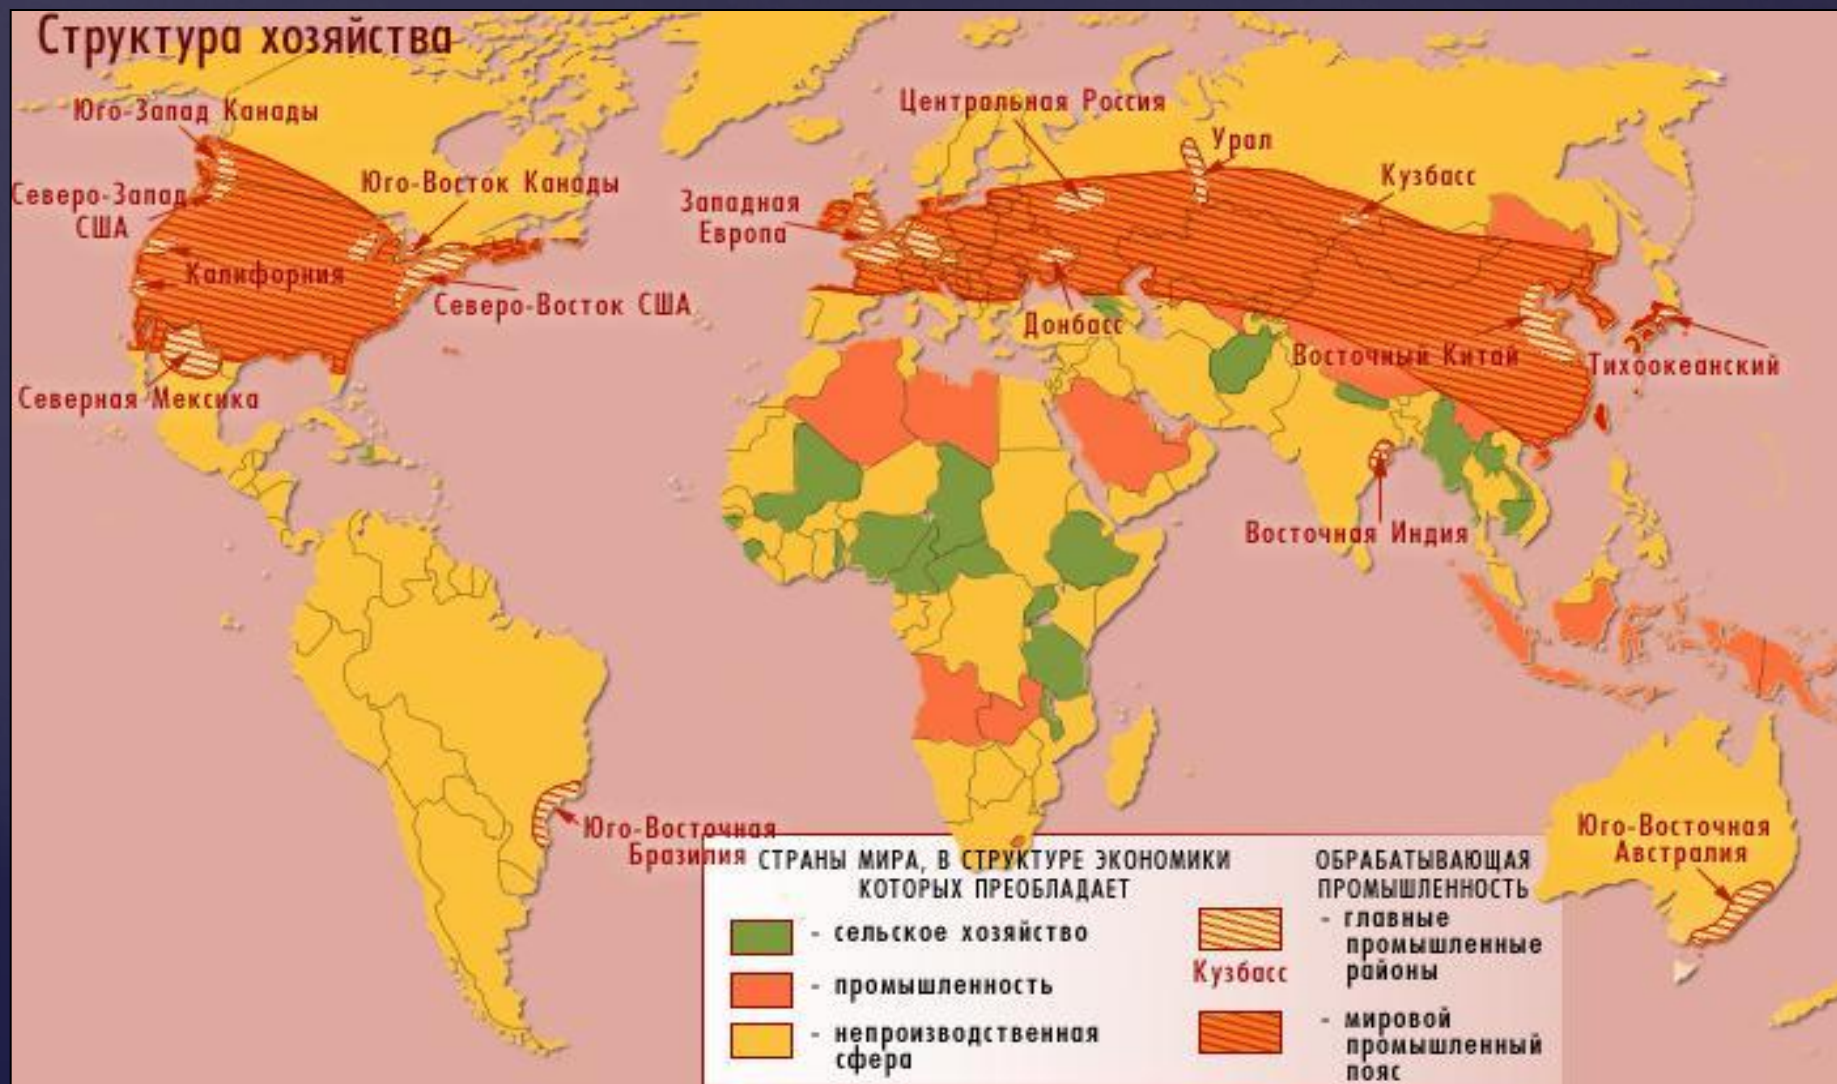 Структура хозяйства
Юго-Запад Канады
Северо-Запад
США
Юго-Восток Канады
Калифорния
Северо-Восток США
Северная Мексика
Центральная Россия
Урал
Кузбасс
Западная
Европа
Донбасс
Восточный Китай
Тихоокеанский
Восточная Индия
Юго-Восточная
Бразилия
Юго-Восточная
Австралия
СТРАНЫ МИРА, В СТРУКТУРЕ ЭКОНОМИКИ
КОТОРЫХ ПРЕОБЛАДАЕТ
- сельское хозяйство
- промышленность
- непроизводственная
сфера
ОБРАБАТЫВАЮЩАЯ
ПРОМЫШЛЕННОСТЬ
- главные
промышленные
районы
Кузбасс
- мировой
промышленный
пояс